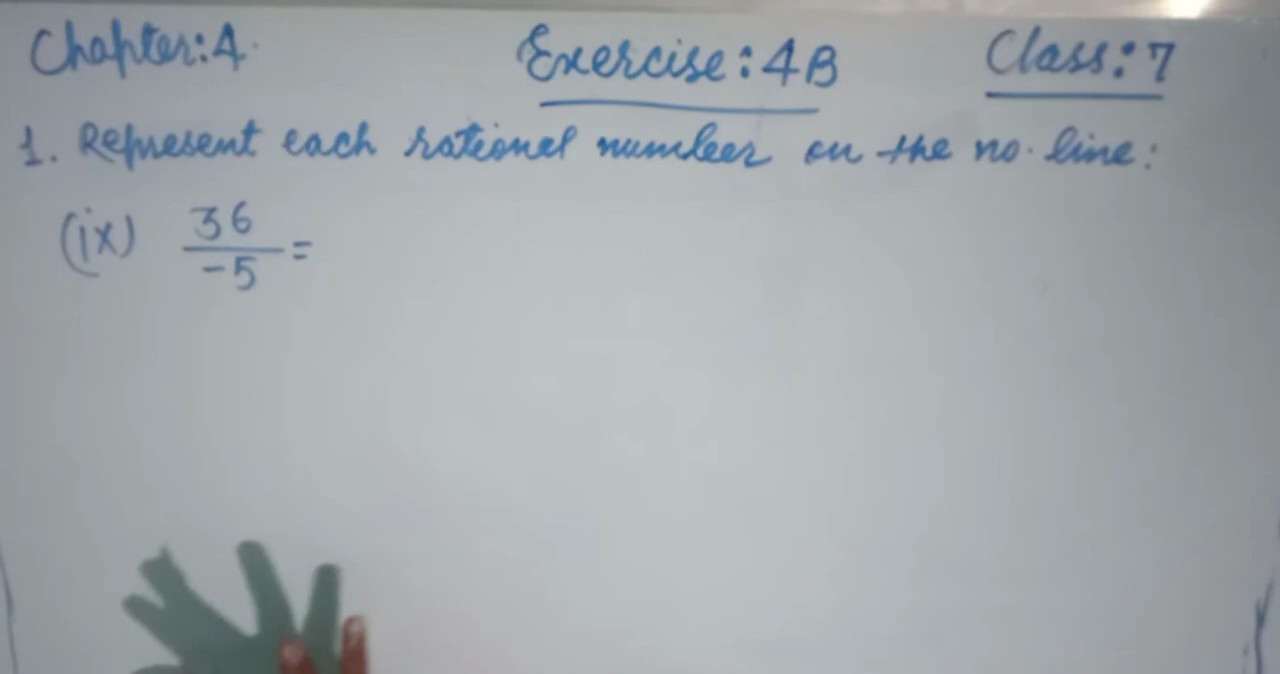 Chapter: 4. Exercise: 4B Class: 7
1. Represent each rational number on the no. line:
(ix) 36/-5 =